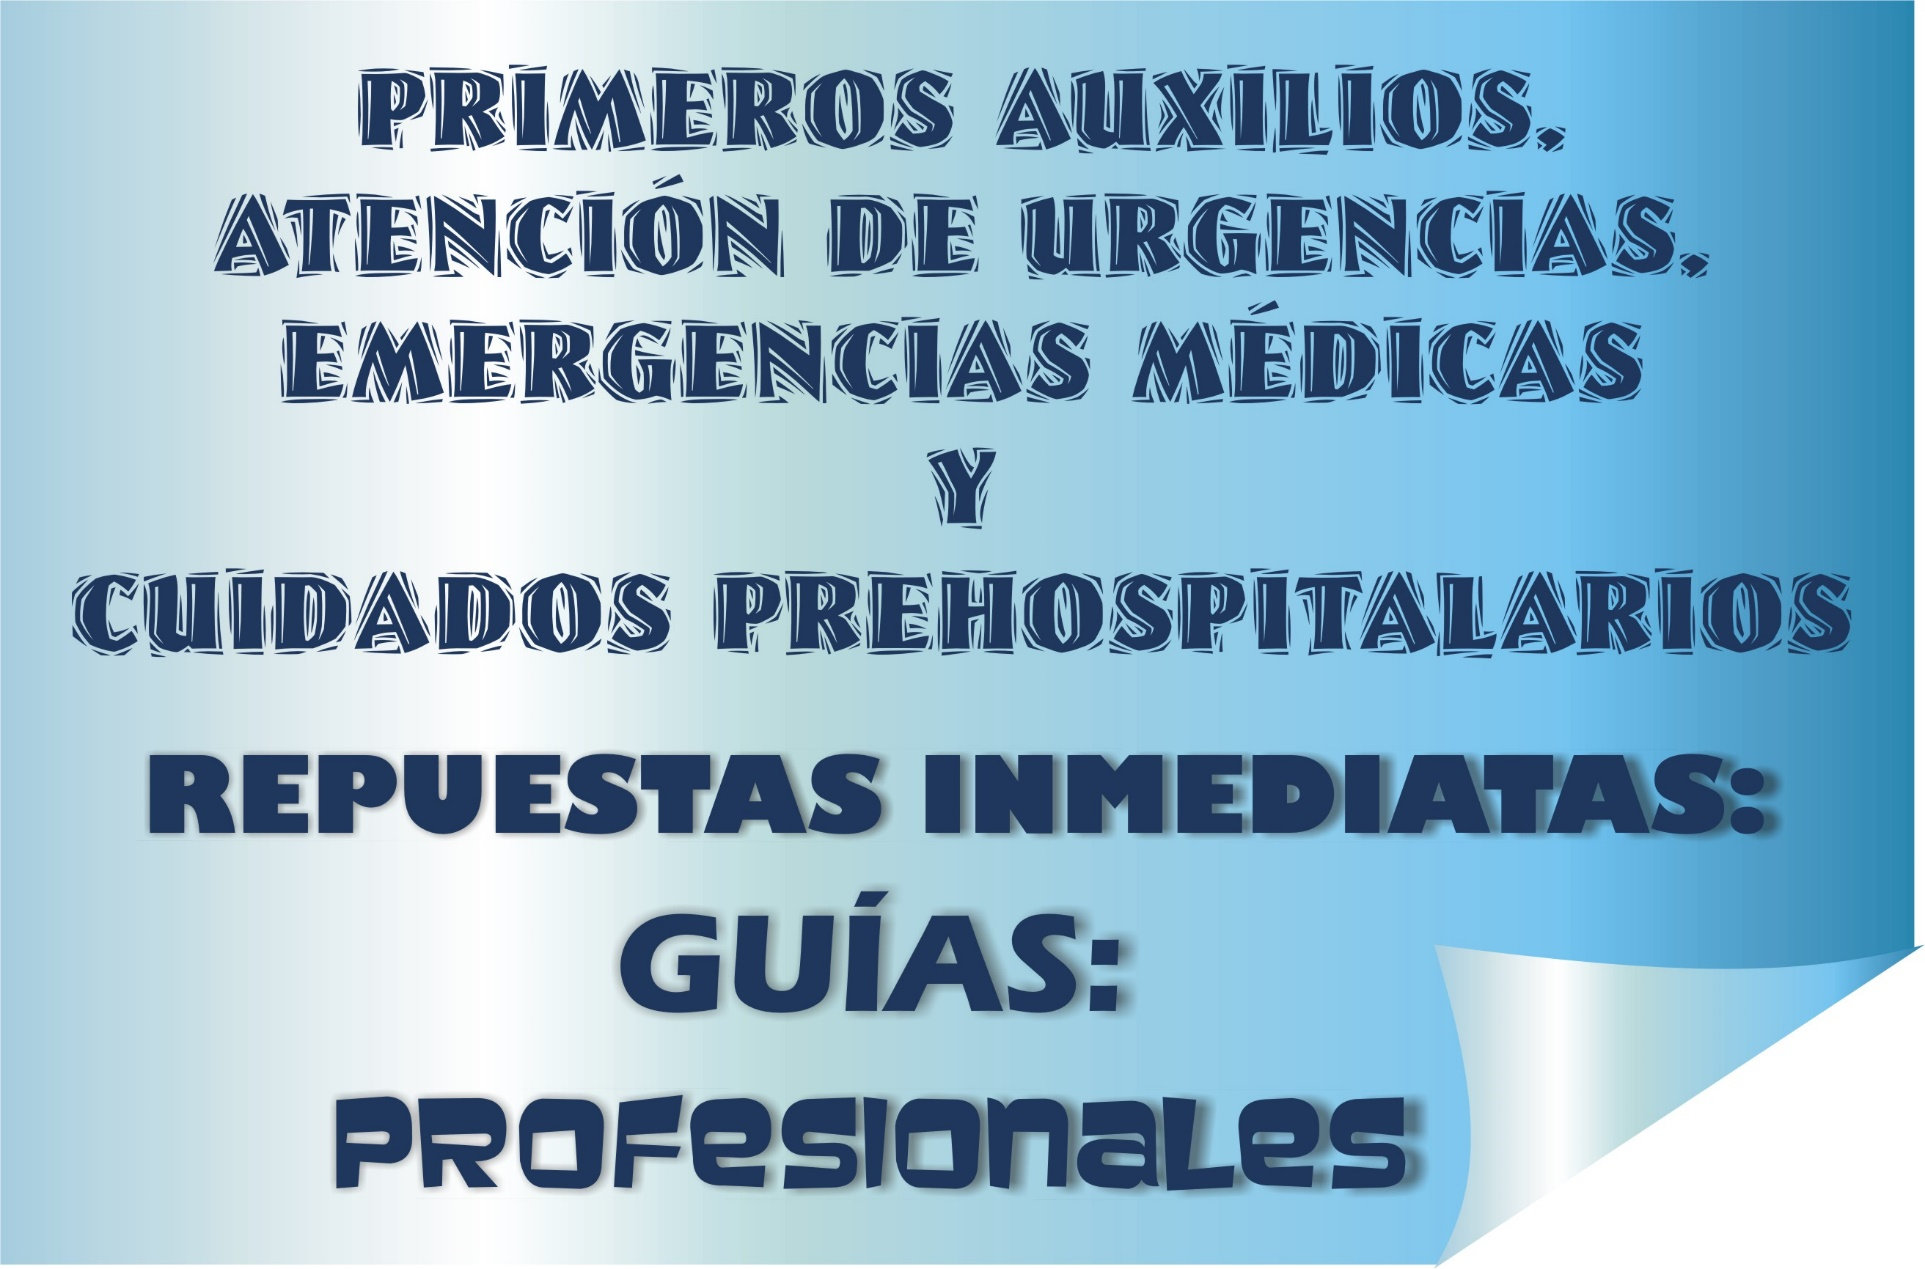 PRIMEROS AUXILIOS,
ATENCIÓN DE URGENCIAS,
EMERGENCIAS MÉDICAS
Y
CUIDADOS PREHOSPITALARIOS
REPUESTAS INMEDIATAS:
GUÍAS:
PROFesIOnaLes